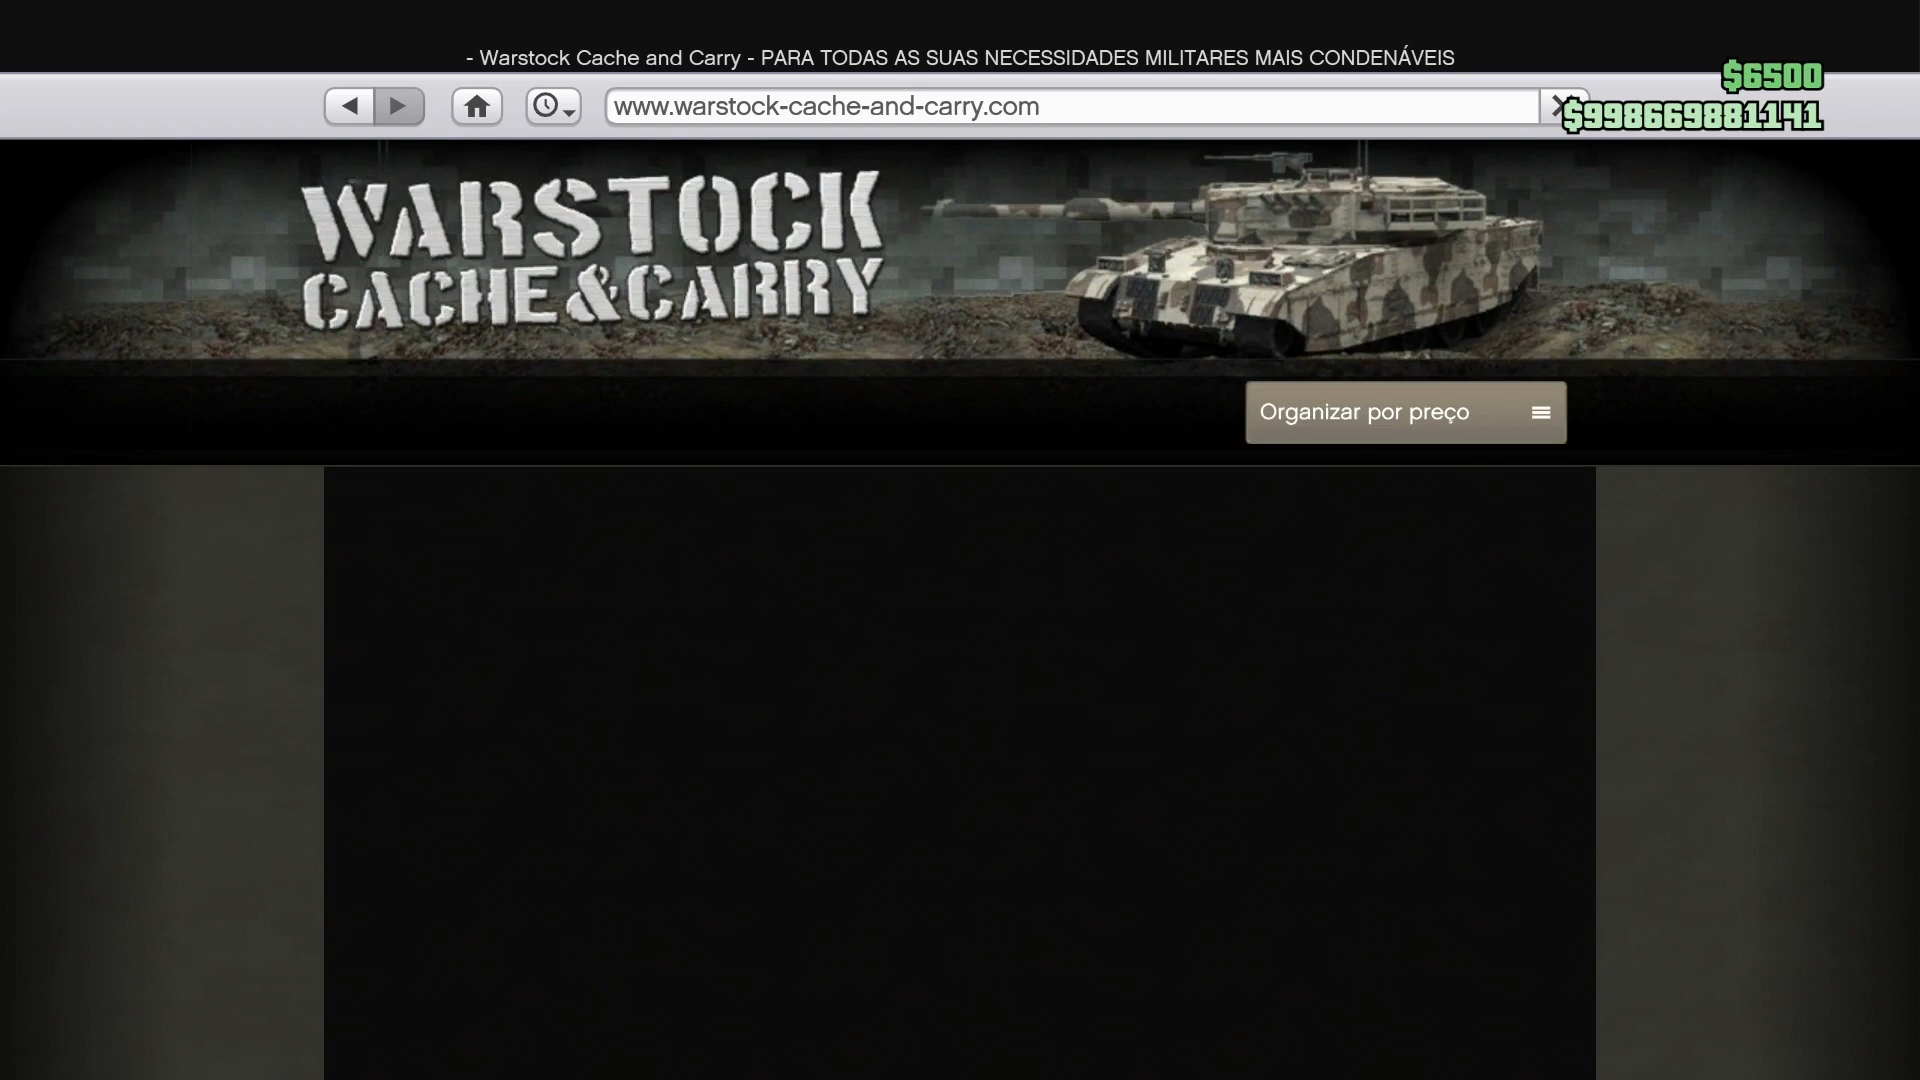 - Warstock Cache and Carry - PARA TODAS AS SUAS NECESSIDADES MILITARES MAIS CONDENÁVEIS
$6500
www.warstock-cache-and-carry.com
$998669881141
WARSTOCK
CACHE&CARRY
Organizar por preço